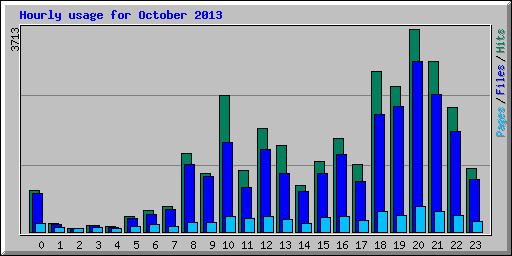 Hourly usage for October 2013
3713
Pages/Files/Hits
0 1 2 3 4 5 6 7 8 9 10 11 12 13 14 15 16 17 18 19 20 21 22 23